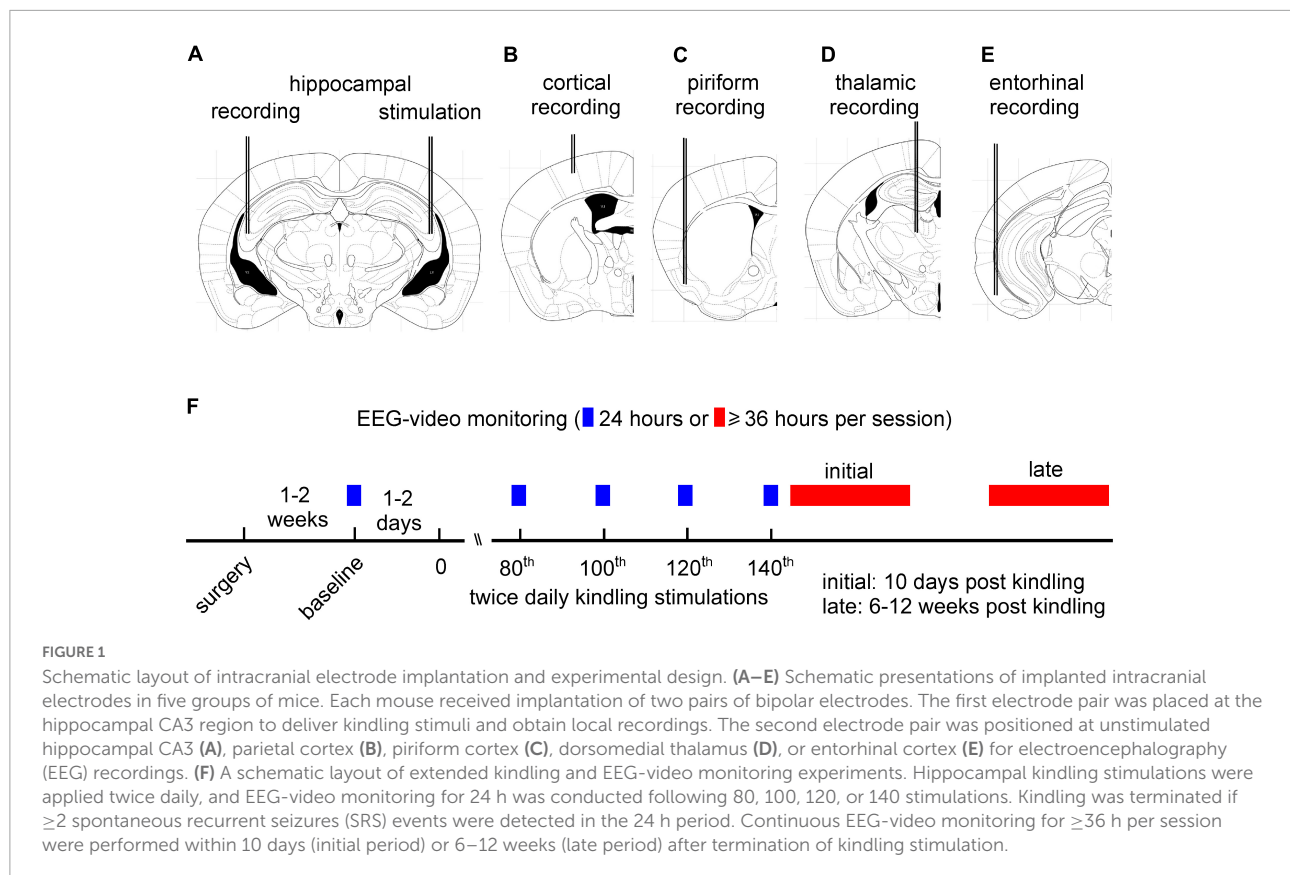 A
hippocampal
recording
stimulation
B
cortical
recording
C
piriform
recording
D
thalamic
recording
E
entorhinal
recording
F
EEG-video monitoring ( 24 hours or ≥ 36 hours per session)
1-2
weeks
1-2
days
initial
late
surgery
baseline
0
80th
100th
120th
140th
twice daily kindling stimulations
initial: 10 days post kindling
late: 6-12 weeks post kindling
FIGURE 1
Schematic layout of intracranial electrode implantation and experimental design. (A–E) Schematic presentations of implanted intracranial
electrodes in five groups of mice. Each mouse received implantation of two pairs of bipolar electrodes. The first electrode pair was placed at the
hippocampal CA3 region to deliver kindling stimuli and obtain local recordings. The second electrode pair was positioned at unstimulated
hippocampal CA3 (A), parietal cortex (B), piriform cortex (C), dorsomedial thalamus (D), or entorhinal cortex (E) for electroencephalography
(EEG) recordings. (F) A schematic layout of extended kindling and EEG-video monitoring experiments. Hippocampal kindling stimulations were
applied twice daily, and EEG-video monitoring for 24 h was conducted following 80, 100, 120, or 140 stimulations. Kindling was terminated if
≥2 spontaneous recurrent seizures (SRS) events were detected in the 24 h period. Continuous EEG-video monitoring for ≥36 h per session
were performed within 10 days (initial period) or 6–12 weeks (late period) after termination of kindling stimulation.